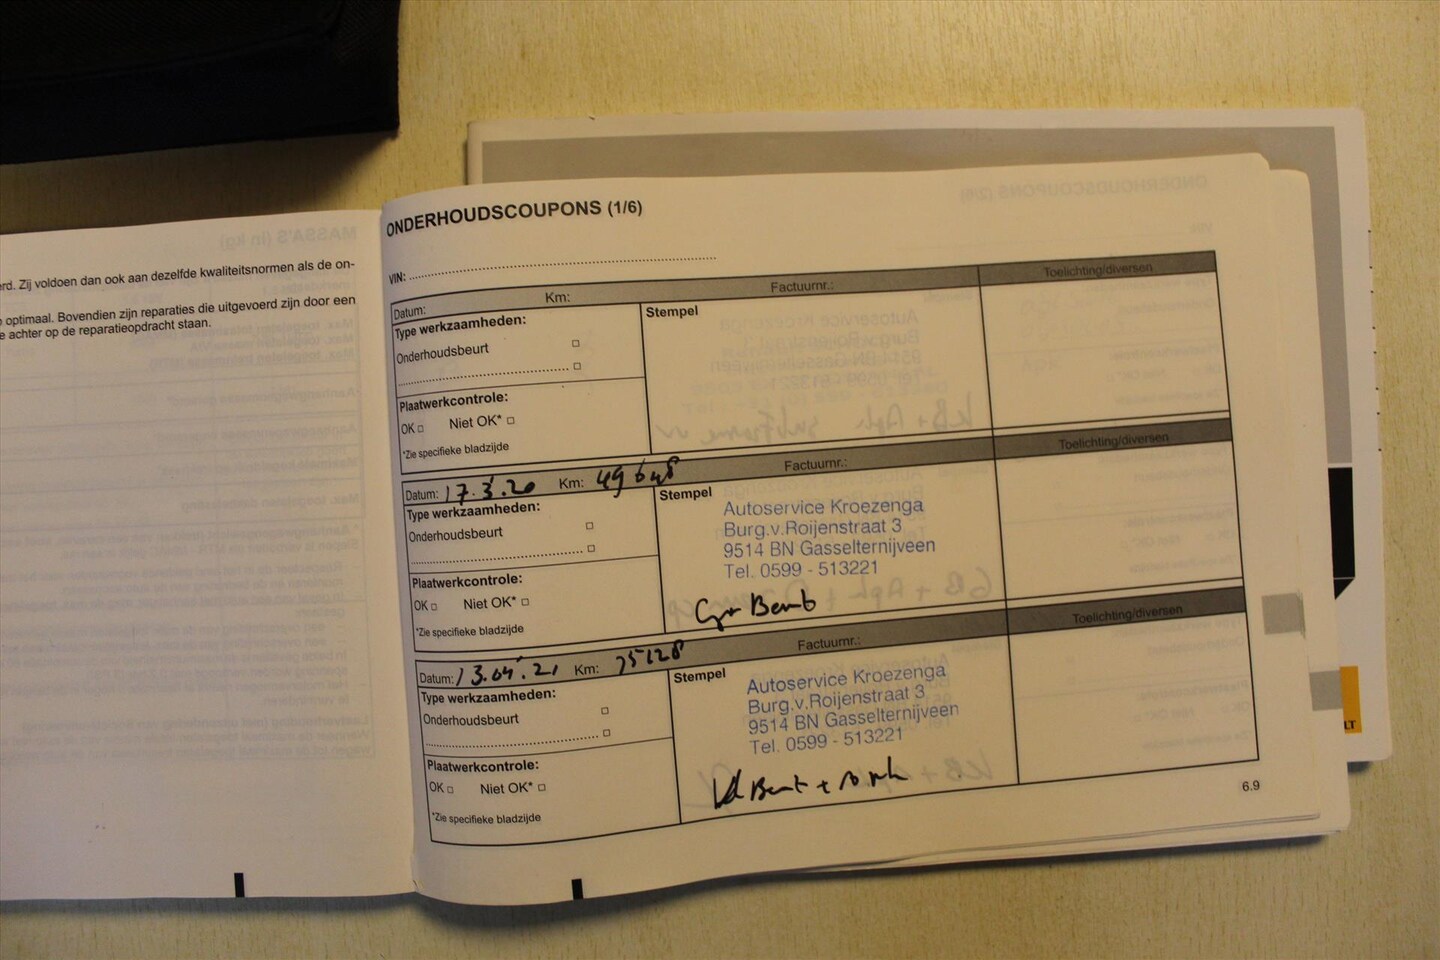 erd. Zij voldoen dan ook aan dezelfde kwaliteitsnormen als de on-
optimaal. Bovendien zijn reparaties die uitgevoerd zijn door een
e achter op de reparatieopdracht staan.
ONDERHOUDSCOUPONS (1/6)
VIN:
Datum: Km: Factuurnr.: Toelichting/diversen
Type werkzaamheden: Stempel
Onderhoudsbeurt
Plaatwerkcontrole:
OK Niet OK*
*Zie specifieke bladzijde
Datum: 17.3.20 Km: 49648 Factuurnr.: Toelichting/diversen
Type werkzaamheden: Stempel
Onderhoudsbeurt
Autoservice Kroezenga
Burg.v.Roijenstraat 3
9514 BN Gasselternijveen
Tel. 0599 - 513221
Plaatwerkcontrole:
OK Niet OK*
*Zie specifieke bladzijde
Datum: 13.04.21 Km: 75128 Factuurnr.: Toelichting/diversen
Type werkzaamheden: Stempel
Onderhoudsbeurt
Autoservice Kroezenga
Burg.v.Roijenstraat 3
9514 BN Gasselternijveen
Tel. 0599 - 513221
Plaatwerkcontrole:
OK Niet OK*
*Zie specifieke bladzijde
6.9
LT